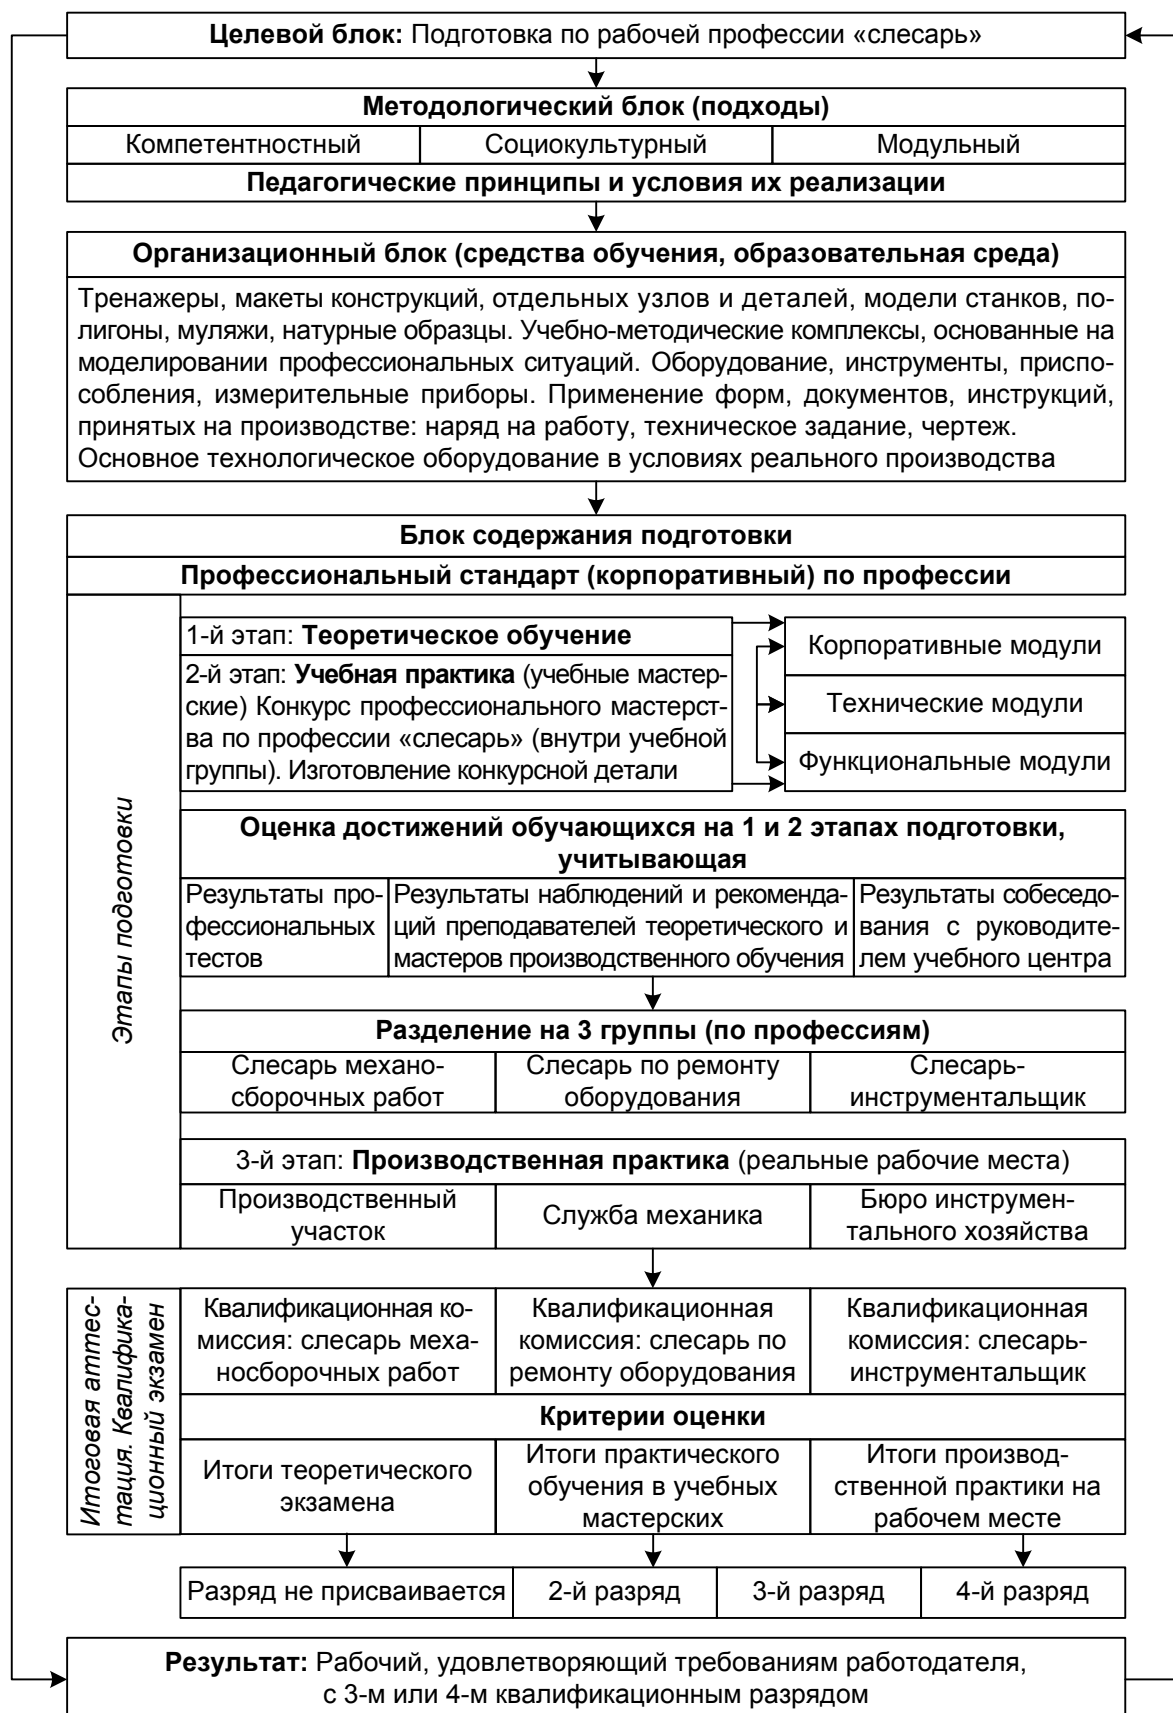 Целевой блок: Подготовка по рабочей профессии «слесарь»
Методологический блок (подходы)
Компетентностный
Социокультурный
Модульный
Педагогические принципы и условия их реализации
Организационный блок (средства обучения, образовательная среда)
Тренажеры, макеты конструкций, отдельных узлов и деталей, модели станков, по-
лигоны, муляжи, натурные образцы. Учебно-методические комплексы, основанные на
моделировании профессиональных ситуаций. Оборудование, инструменты, приспо-
собления, измерительные приборы. Применение форм, документов, инструкций,
принятых на производстве: наряд на работу, техническое задание, чертеж.
Основное технологическое оборудование в условиях реального производства
Блок содержания подготовки
Профессиональный стандарт (корпоративный) по профессии
Этапы подготовки
1-й этап: Теоретическое обучение
2-й этап: Учебная практика (учебные мастер-
ские) Конкурс профессионального мастерст-
ва по профессии «слесарь» (внутри учебной
группы). Изготовление конкурсной детали
Корпоративные модули
Технические модули
Функциональные модули
Оценка достижений обучающихся на 1 и 2 этапах подготовки,
учитывающая
Результаты про-
фессиональных
тестов
Результаты наблюдений и рекоменда-
ций преподавателей теоретического и
мастеров производственного обучения
Результаты собеседо-
вания с руководите-
лем учебного центра
Разделение на 3 группы (по профессиям)
Слесарь механо-
сборочных работ
Слесарь по ремонту
оборудования
Слесарь-
инструментальщик
3-й этап: Производственная практика (реальные рабочие места)
Производственный
участок
Служба механика
Бюро инструмен-
тального хозяйства
Итоговая аттес-
тация. Квалифика-
ционный экзамен
Квалификационная ко-
миссия: слесарь меха-
носборочных работ
Квалификационная
комиссия: слесарь по
ремонту оборудования
Квалификационная
комиссия: слесарь-
инструментальщик
Критерии оценки
Итоги теоретического
экзамена
Итоги практического
обучения в учебных
мастерских
Итоги производ-
ственной практики на
рабочем месте
Разряд не присваивается
2-й разряд
3-й разряд
4-й разряд
Результат: Рабочий, удовлетворяющий требованиям работодателя,
с 3-м или 4-м квалификационным разрядом